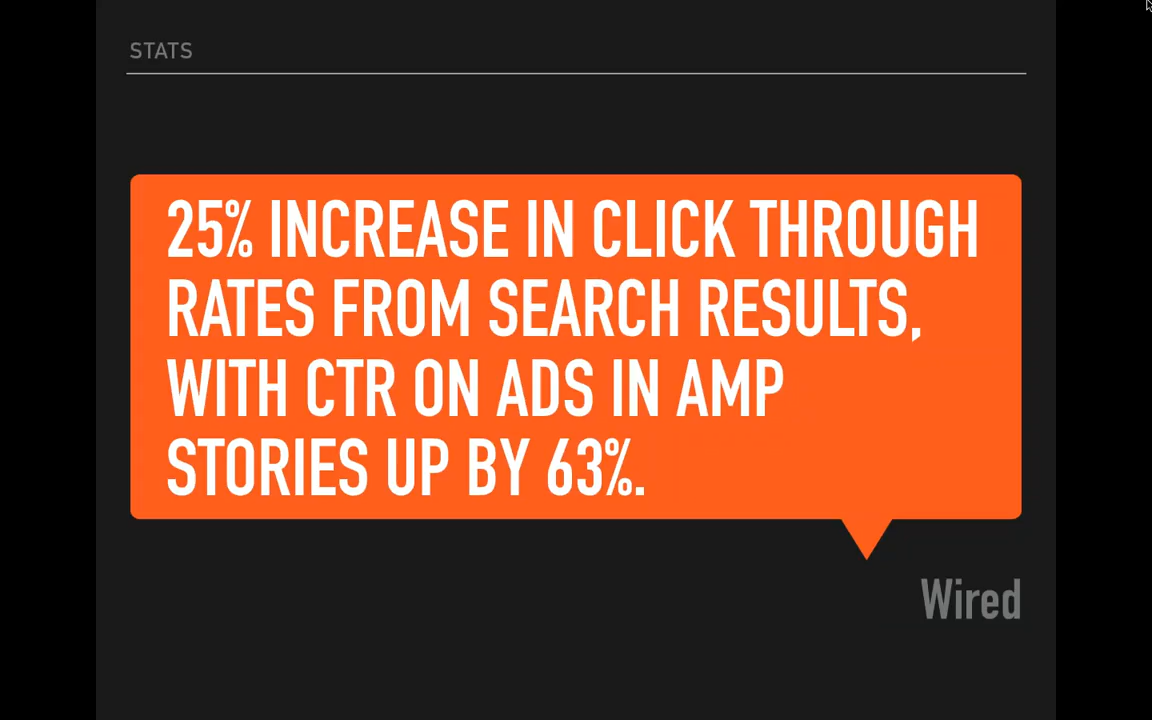 STATS
25% INCREASE IN CLICK THROUGH
RATES FROM SEARCH RESULTS,
WITH CTR ON ADS IN AMP
STORIES UP BY 63%.
Wired